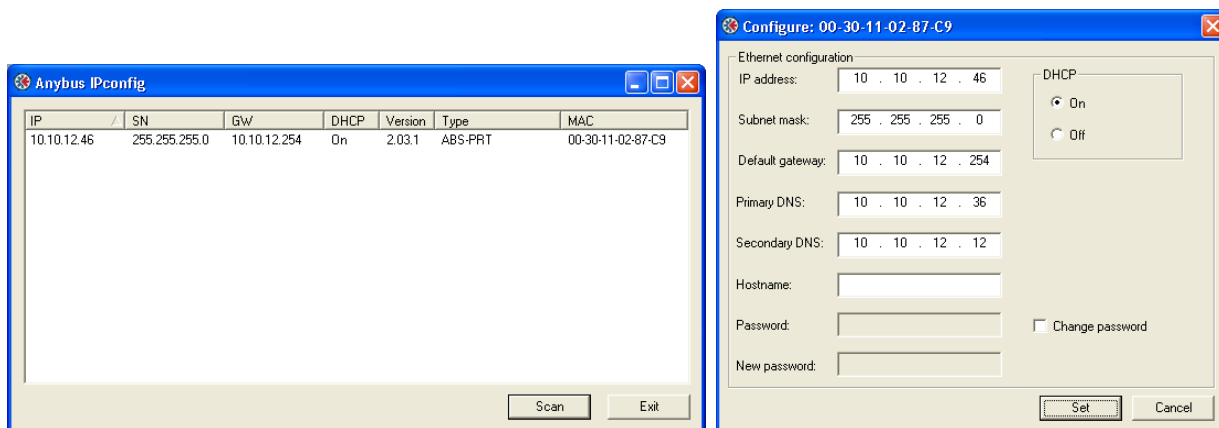 Anybus IPconfig
IP SN GW DHCP Version Type MAC
10.10.12.46 255.255.255.0 10.10.12.254 On 2.03.1 ABS-PRT 00-30-11-02-87-C9
Scan Exit
Configure: 00-30-11-02-87-C9
Ethernet configuration
IP address: 10 . 10 . 12 . 46
DHCP
On
Subnet mask: 255 . 255 . 255 . 0
Off
Default gateway: 10 . 10 . 12 . 254
Primary DNS: 10 . 10 . 12 . 36
Secondary DNS: 10 . 10 . 12 . 12
Hostname:
Password:
Change password
New password:
Set Cancel